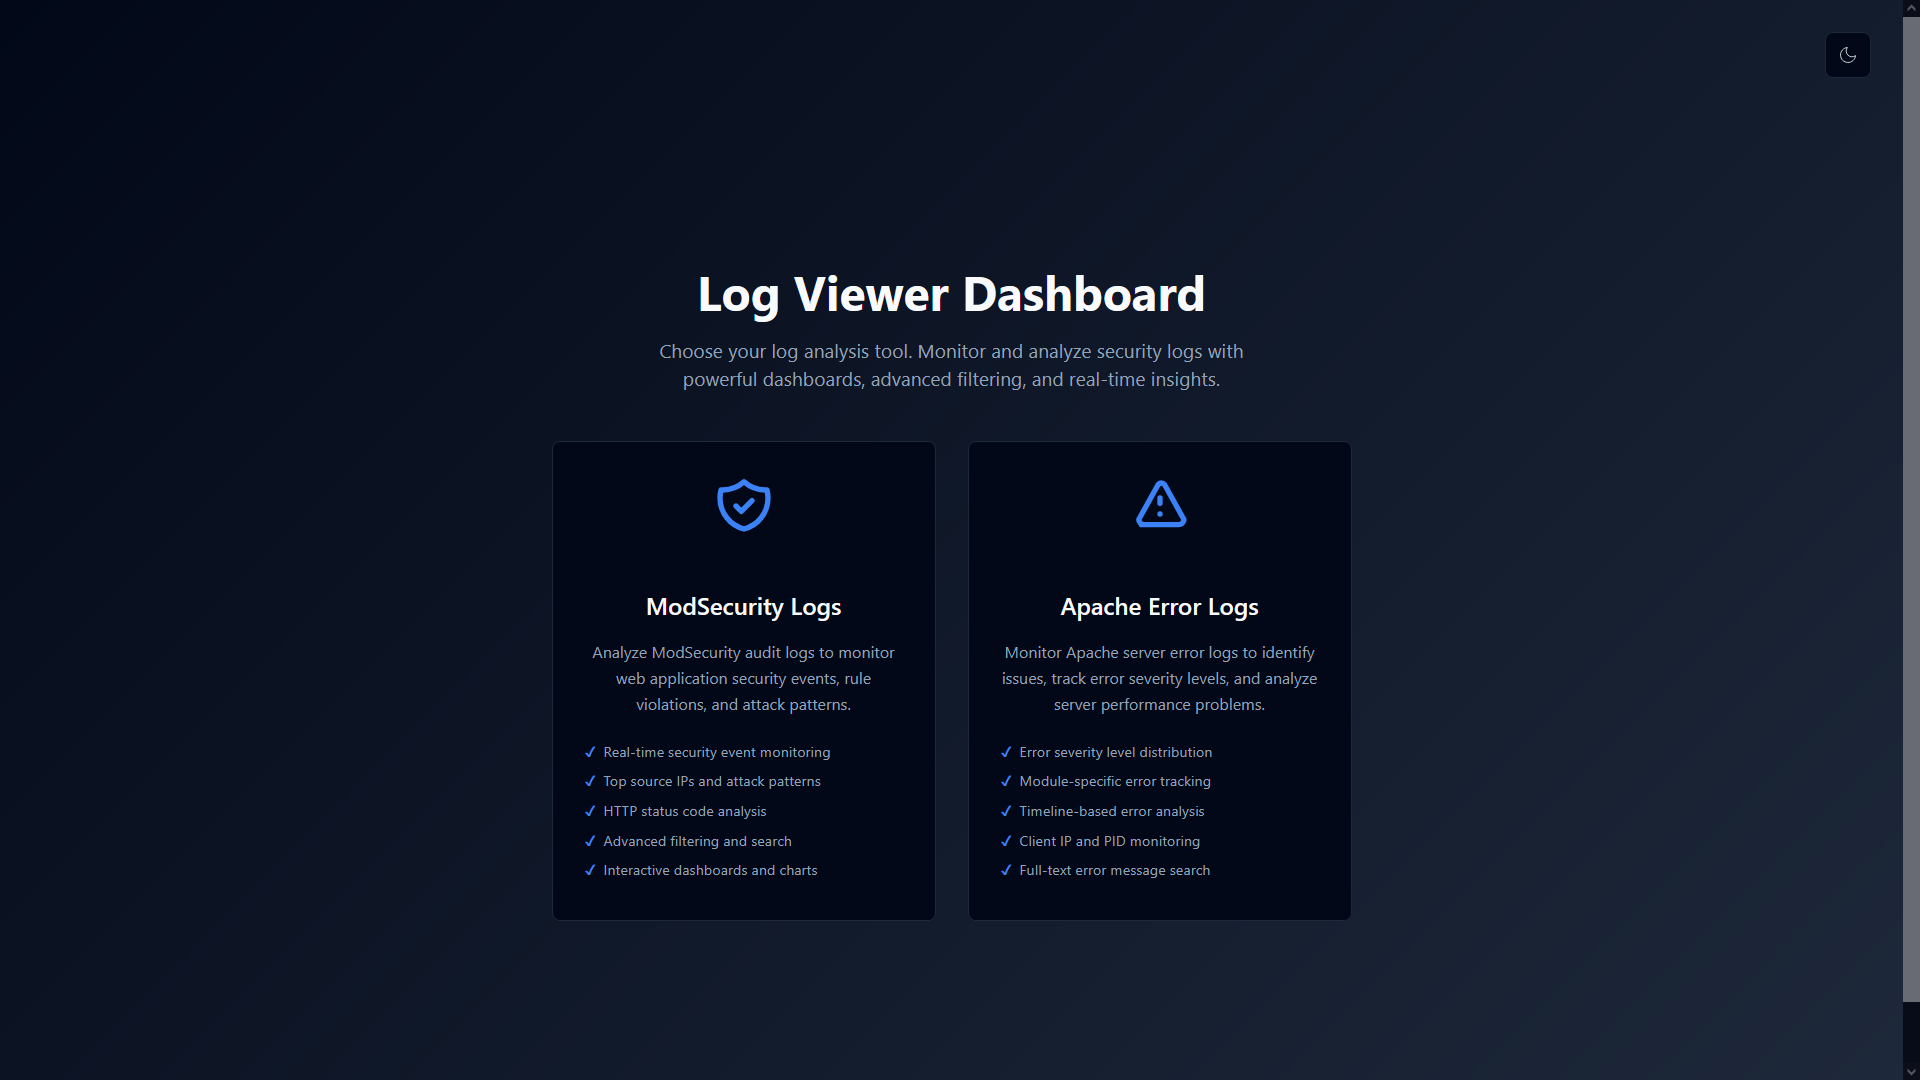 Log Viewer Dashboard
Choose your log analysis tool. Monitor and analyze security logs with
powerful dashboards, advanced filtering, and real-time insights.
ModSecurity Logs
Analyze ModSecurity audit logs to monitor
web application security events, rule
violations, and attack patterns.
✓ Real-time security event monitoring
✓ Top source IPs and attack patterns
✓ HTTP status code analysis
✓ Advanced filtering and search
✓ Interactive dashboards and charts
Apache Error Logs
Monitor Apache server error logs to identify
issues, track error severity levels, and analyze
server performance problems.
✓ Error severity level distribution
✓ Module-specific error tracking
✓ Timeline-based error analysis
✓ Client IP and PID monitoring
✓ Full-text error message search